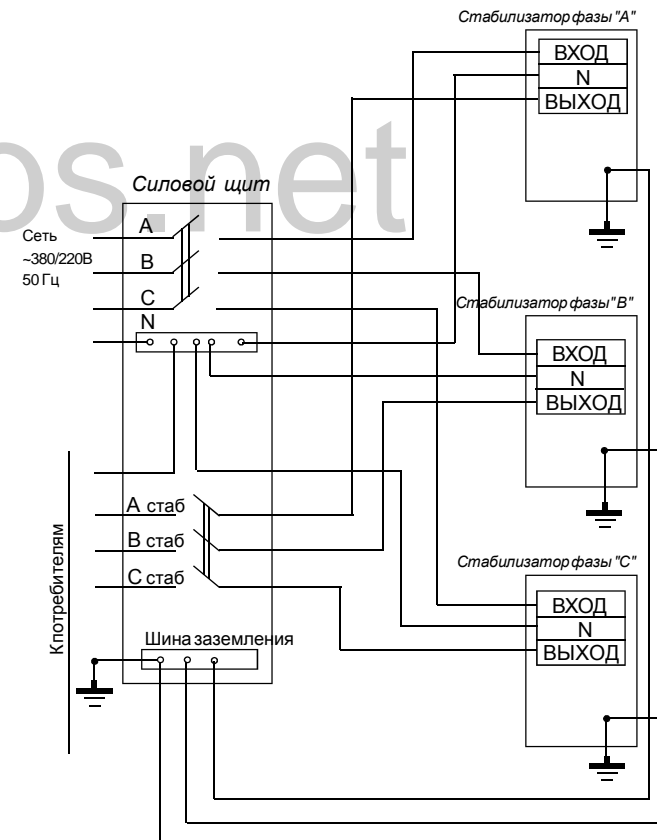 Стабилизатор фазы "А"
ВХОД
N
ВЫХОД
os.net
Силовой щит
Сеть
~380/220В
50 Гц
A
B
C
N
Стабилизатор фазы "В"
ВХОД
N
ВЫХОД
А стаб
В стаб
С стаб
Кпотребителям
Стабилизатор фазы "С"
ВХОД
N
ВЫХОД
Шина заземления